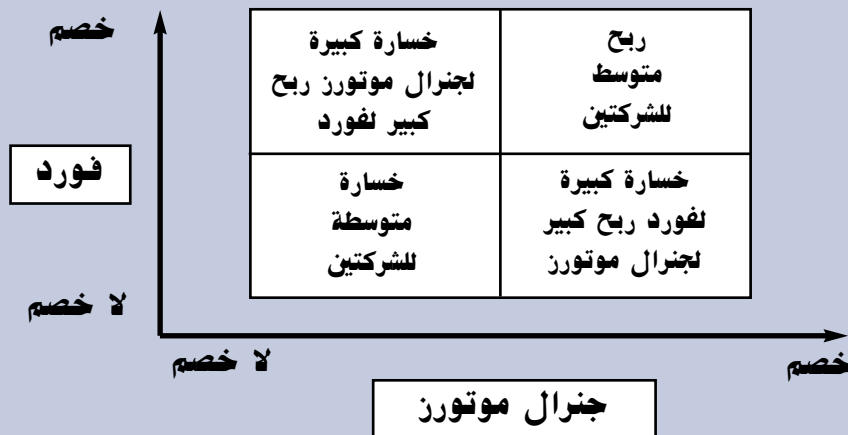 خصم
ربح
متوسط
للشركتين
خسارة كبيرة
لجنرال موتورز ربح
كبير لفورد
فورد
خسارة كبيرة
لفورد ربح كبير
لجنرال موتورز
خسارة
متوسطة
للشركتين
لا خصم
لا خصم
خصم
جنرال موتورز